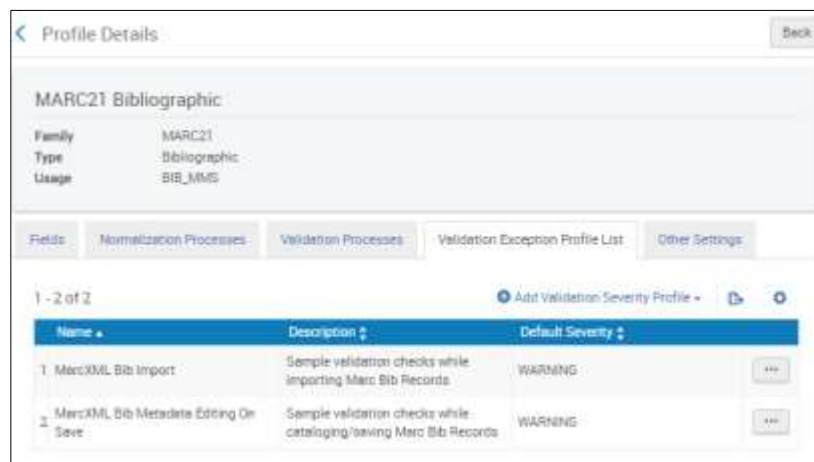 Profile Details
Back
MARC21 Bibliographic
Family MARC21
Type Bibliographic
Usage BIB_MMS
Fields Normalization Processes Validation Processes Validation Exception Profile List Other Settings
1 - 2 of 2 Add Validation Severity Profile
Name Description Default Severity
1 MarcXML Bib Import Sample validation checks while importing Marc Bib Records WARNING ...
2 MarcXML Bib Metadata Editing On Save Sample validation checks while cataloging/saving Marc Bib Records WARNING ...